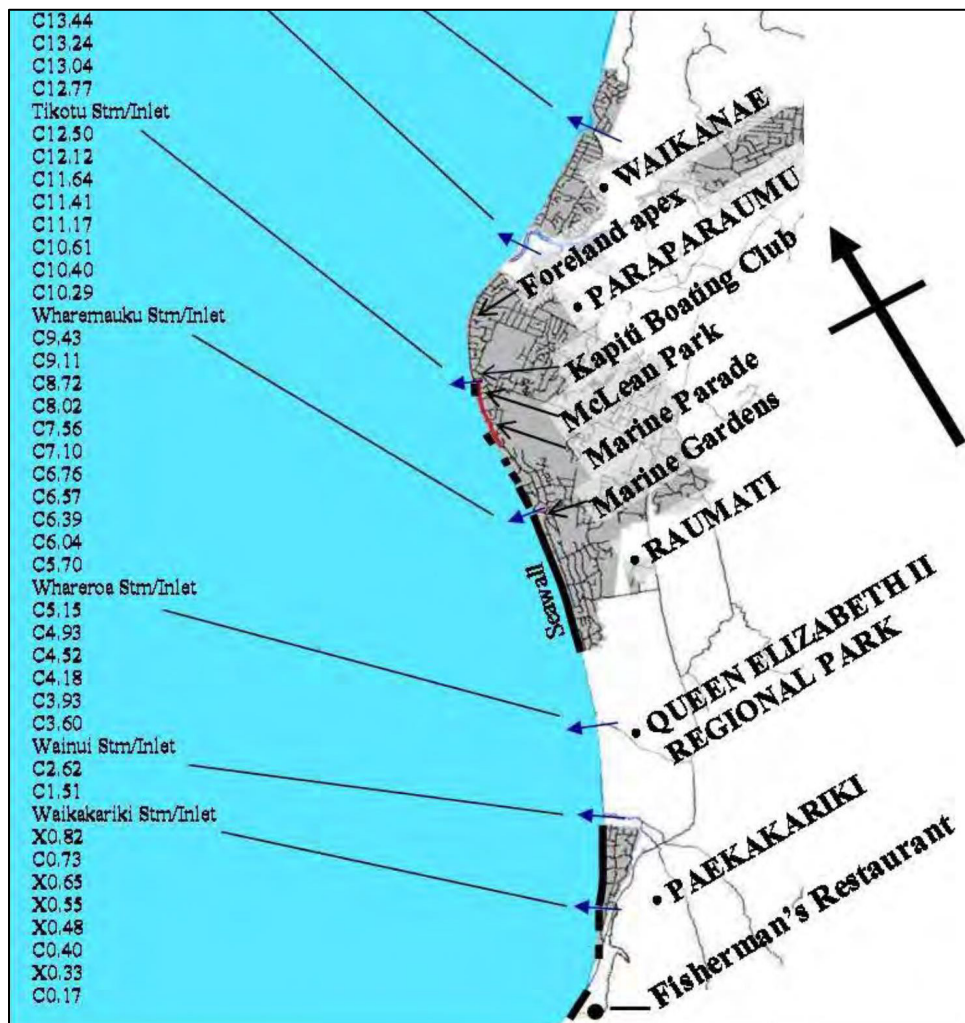 C13.44
C13.24
C13.04
C12.77
Tikotu Stm/Inlet
C12.50
C12.12
C11.64
C11.41
C11.17
C10.61
C10.40
C10.29
Wharemauku Stm/Inlet
C9.43
C9.11
C8.72
C8.02
C7.56
C7.10
C6.76
C6.57
C6.39
C6.04
C5.70
Whareroa Stm/Inlet
C5.15
C4.93
C4.52
C4.18
C3.93
C3.60
Wainui Stm/Inlet
C2.62
C1.51
Waikakariki Stm/Inlet
X0.82
C0.73
X0.65
X0.55
X0.48
C0.40
X0.33
C0.17
WAIKANAE
Foreland apex
PARAPARAUMU
Kapiti Boating Club
McLean Park
Marine Parade
Marine Gardens
RAUMATI
Seawall
QUEEN ELIZABETH II
REGIONAL PARK
PAEKAKARIKI
Fisherman's Restaurant